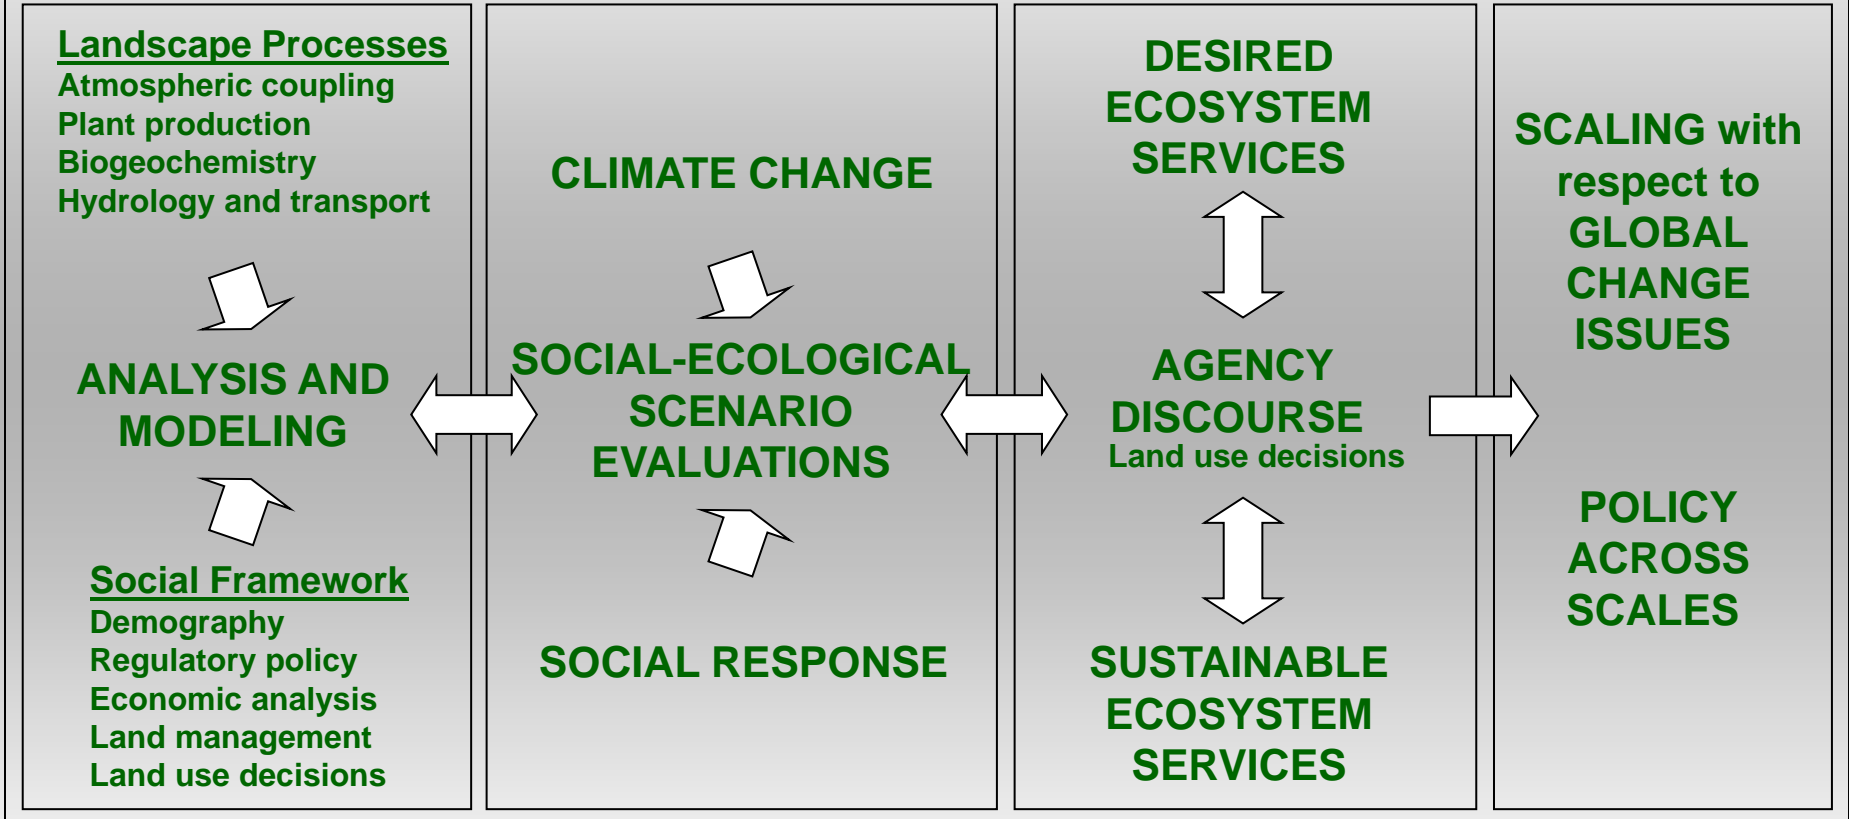 Landscape Processes
Atmospheric coupling
Plant production
Biogeochemistry
Hydrology and transport
ANALYSIS AND
MODELING
Social Framework
Demography
Regulatory policy
Economic analysis
Land management
Land use decisions
CLIMATE CHANGE
SOCIAL-ECOLOGICAL
SCENARIO
EVALUATIONS
SOCIAL RESPONSE
DESIRED
ECOSYSTEM
SERVICES
AGENCY
DISCOURSE
Land use decisions
SUSTAINABLE
ECOSYSTEM
SERVICES
SCALING with
respect to
GLOBAL
CHANGE
ISSUES
POLICY
ACROSS
SCALES